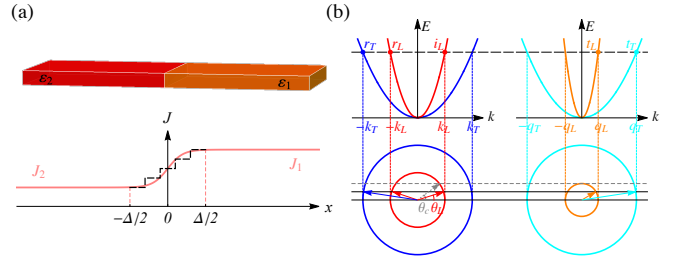 (a)
ε₂
ε₁
J
J₂
J₁
−Δ/2
0
Δ/2
x
(b)
r_T
r_L
i_L
E
k
−k_T
−k_L
k_L
k_T
E
t_L
t_T
k
−q_T
−q_L
q_L
q_T
θ_c
θ_L